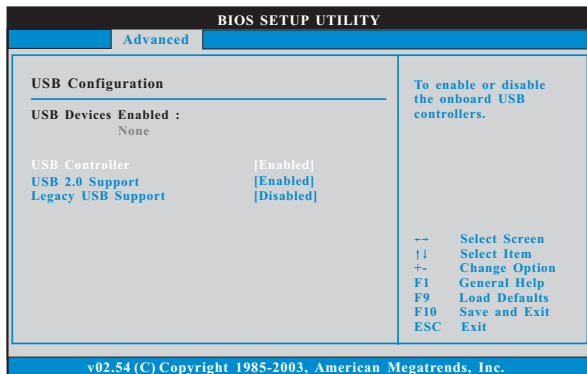 BIOS SETUP UTILITY
Advanced
USB Configuration
USB Devices Enabled :
None
USB Controller [Enabled]
USB 2.0 Support [Enabled]
Legacy USB Support [Disabled]
To enable or disable
the onboard USB
controllers.
←→ Select Screen
↑↓ Select Item
+- Change Option
F1 General Help
F9 Load Defaults
F10 Save and Exit
ESC Exit
v02.54 (C) Copyright 1985-2003, American Megatrends, Inc.